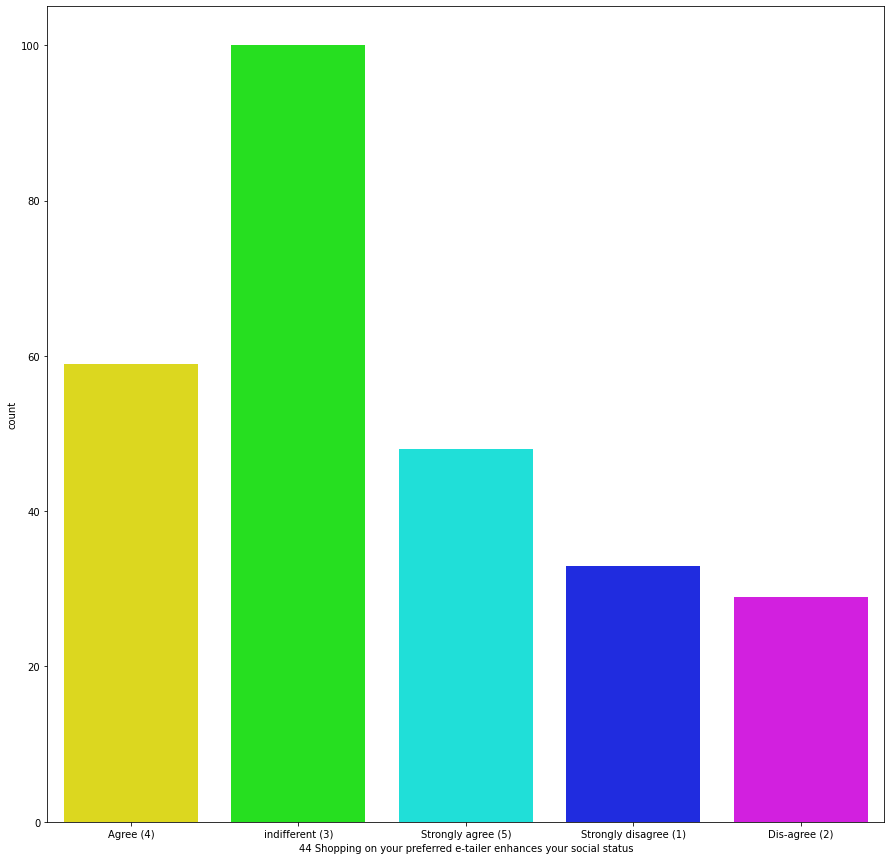 100
80
60
40
20
0
count
Agree (4) indifferent (3) Strongly agree (5) Strongly disagree (1) Dis-agree (2)
44 Shopping on your preferred e-tailer enhances your social status